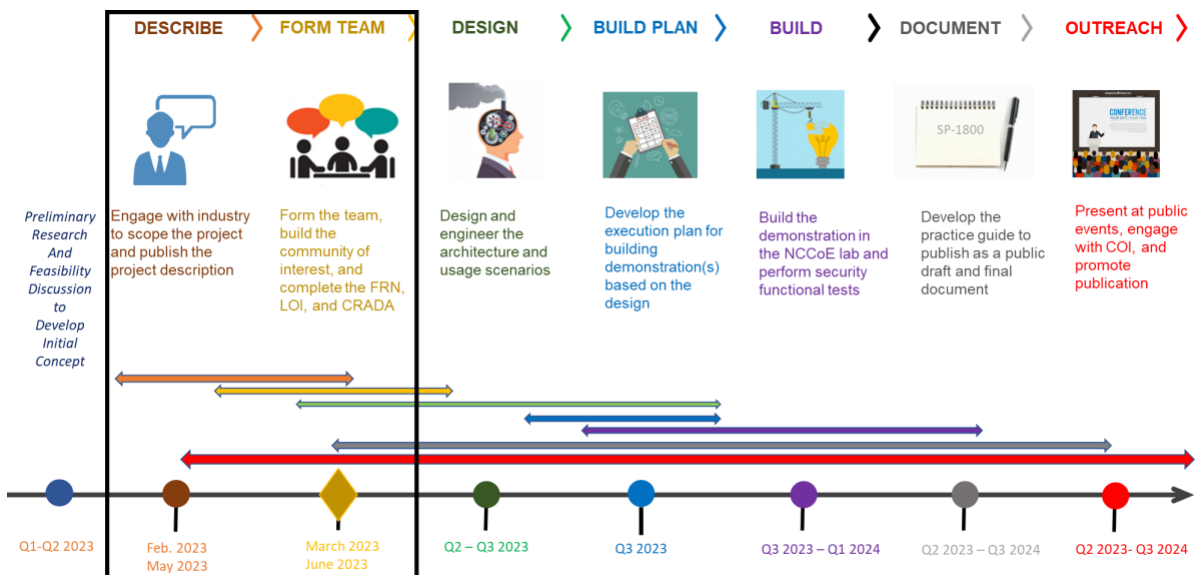 DESCRIBE
FORM TEAM
DESIGN
BUILD PLAN
BUILD
DOCUMENT
OUTREACH
SP-1800
CONFERENCE
Preliminary
Research
And
Feasibility
Discussion
to
Develop
Initial
Concept
Engage with industry
to scope the project
and publish the
project description
Form the team,
build the
community of
interest, and
complete the FRN,
LOI, and CRADA
Design and
engineer the
architecture and
usage scenarios
Develop the
execution plan for
building
demonstration(s)
based on the
design
Build the
demonstration in
the NCCoE lab and
perform security
functional tests
Develop the
practice guide to
publish as a public
draft and final
document
Present at public
events, engage
with COI, and
promote
publication
Q1-Q2 2023
Feb. 2023
May 2023
March 2023
June 2023
Q2 – Q3 2023
Q3 2023
Q3 2023 – Q1 2024
Q2 2023 – Q3 2024
Q2 2023- Q3 2024